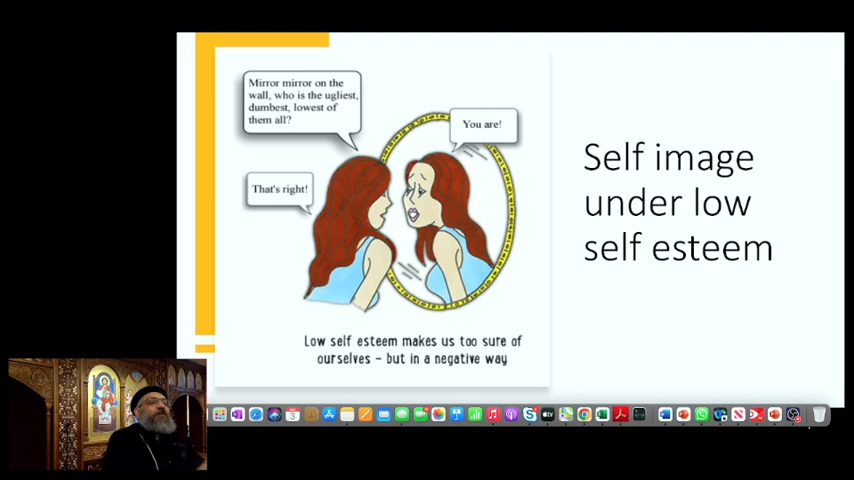 Mirror mirror on the
wall, who is the ugliest,
dumbest, lowest of
them all?
You are!
That's right!
Low self esteem makes us too sure of
ourselves – but in a negative way
Self image
under low
self esteem
3